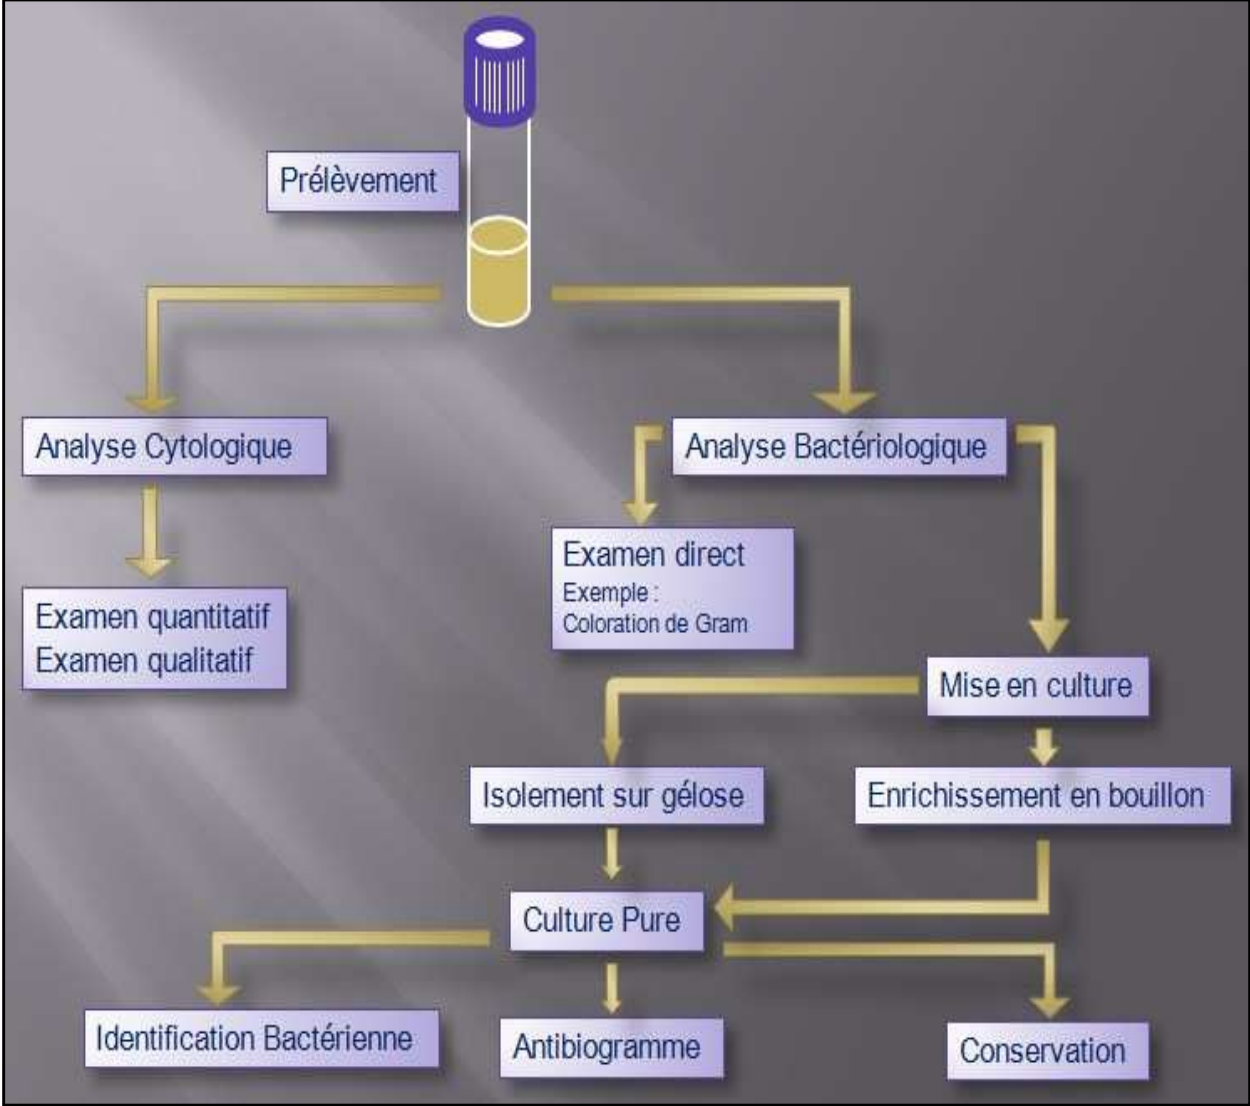 Prélèvement
Analyse Cytologique
Analyse Bactériologique
Examen direct
Exemple :
Coloration de Gram
Examen quantitatif
Examen qualitatif
Mise en culture
Isolement sur gélose
Enrichissement en bouillon
Culture Pure
Identification Bactérienne
Antibiogramme
Conservation